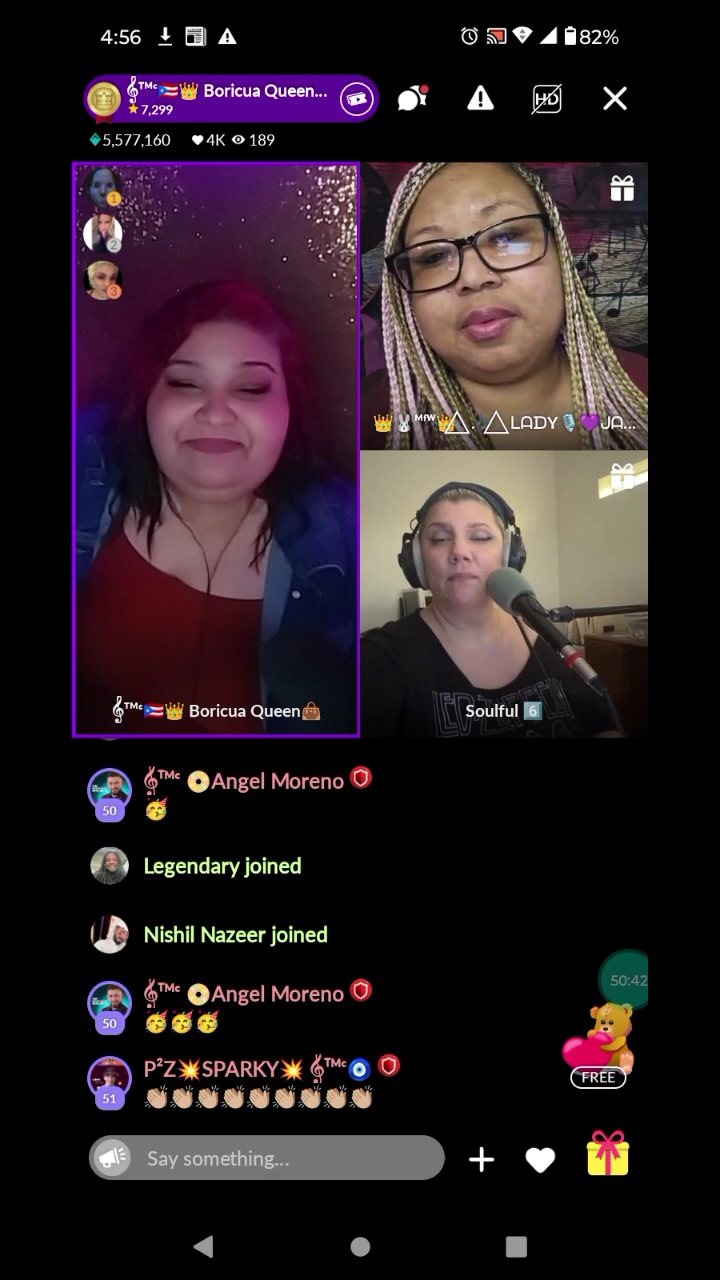 4:56
82%
𝄞™ᶜ🇵🇷👑 Boricua Queen...
7,299
HD
5,577,160 4K 189
1
2
3
👑🐰ᴹᶠᵂ👑△. △LADY🎙️💜JA...
LED ZEPPELIN
𝄞™ᶜ🇵🇷👑 Boricua Queen👜
Soulful 6️⃣
𝄞™ᶜ 📀Angel Moreno
50
🥳
Legendary joined
Nishil Nazeer joined
𝄞™ᶜ 📀Angel Moreno
50
🥳🥳🥳
50:42
FREE
P²Z💥SPARKY💥 𝄞™ᶜ🧿
51
👏🏼👏🏼👏🏼👏🏼👏🏼👏🏼👏🏼👏🏼👏🏼
Say something...